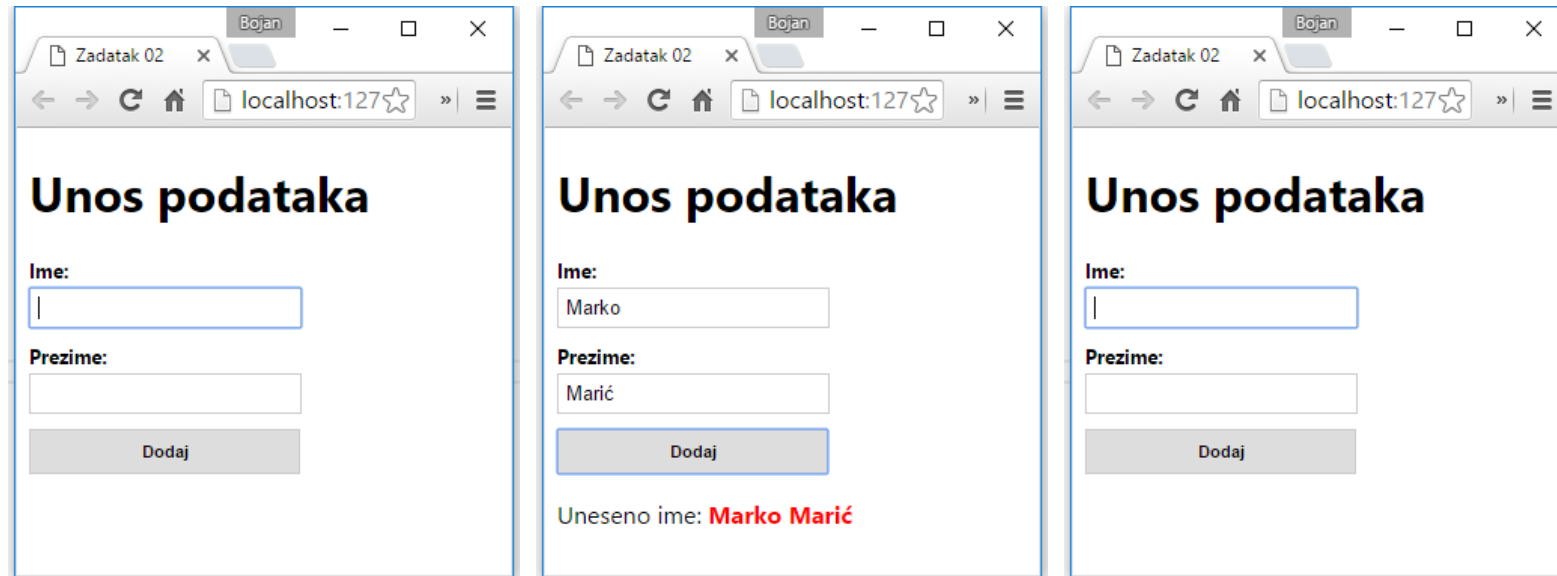 Bojan
Zadatak 02
localhost:127
Unos podataka
Ime:
Prezime:
Dodaj
Bojan
Zadatak 02
localhost:127
Unos podataka
Ime:
Marko
Prezime:
Marić
Dodaj
Uneseno ime: Marko Marić
Bojan
Zadatak 02
localhost:127
Unos podataka
Ime:
Prezime:
Dodaj